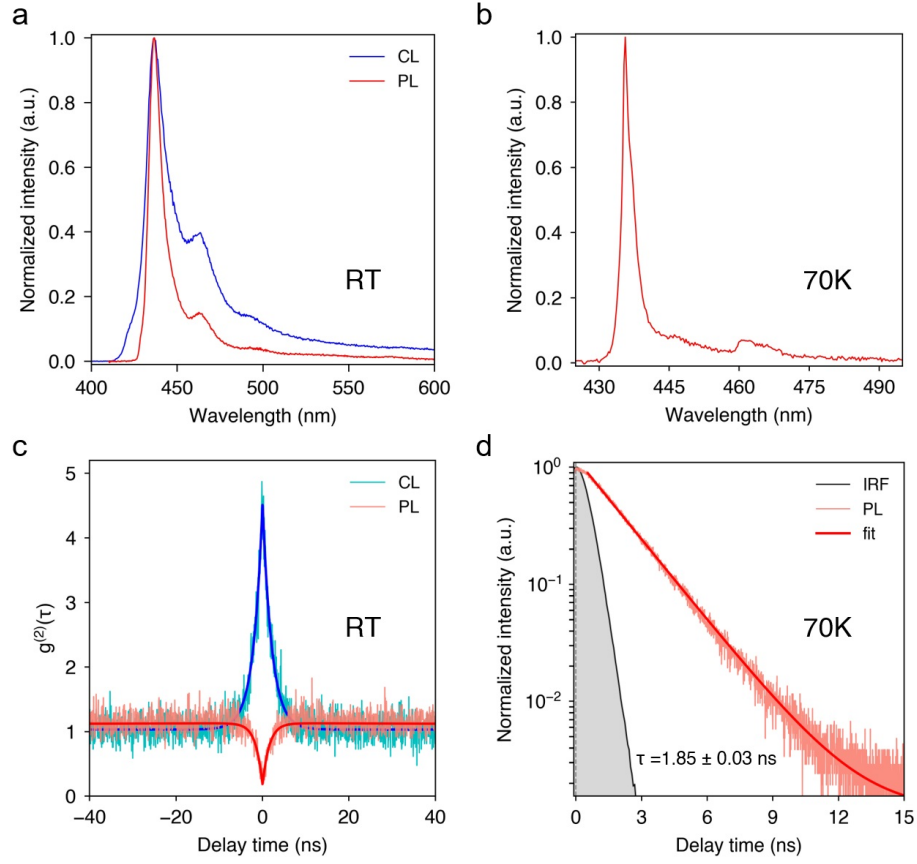 a
Normalized intensity (a.u.)
1.0
0.8
0.6
0.4
0.2
0.0
400 450 500 550 600
Wavelength (nm)
CL
PL
RT
b
Normalized intensity (a.u.)
1.0
0.8
0.6
0.4
0.2
0.0
430 445 460 475 490
Wavelength (nm)
70K
c
g⁽²⁾(τ)
5
4
3
2
1
0
−40 −20 0 20 40
Delay time (ns)
CL
PL
RT
d
Normalized intensity (a.u.)
10⁰
10⁻¹
10⁻²
0 3 6 9 12 15
Delay time (ns)
IRF
PL
fit
70K
τ =1.85 ± 0.03 ns